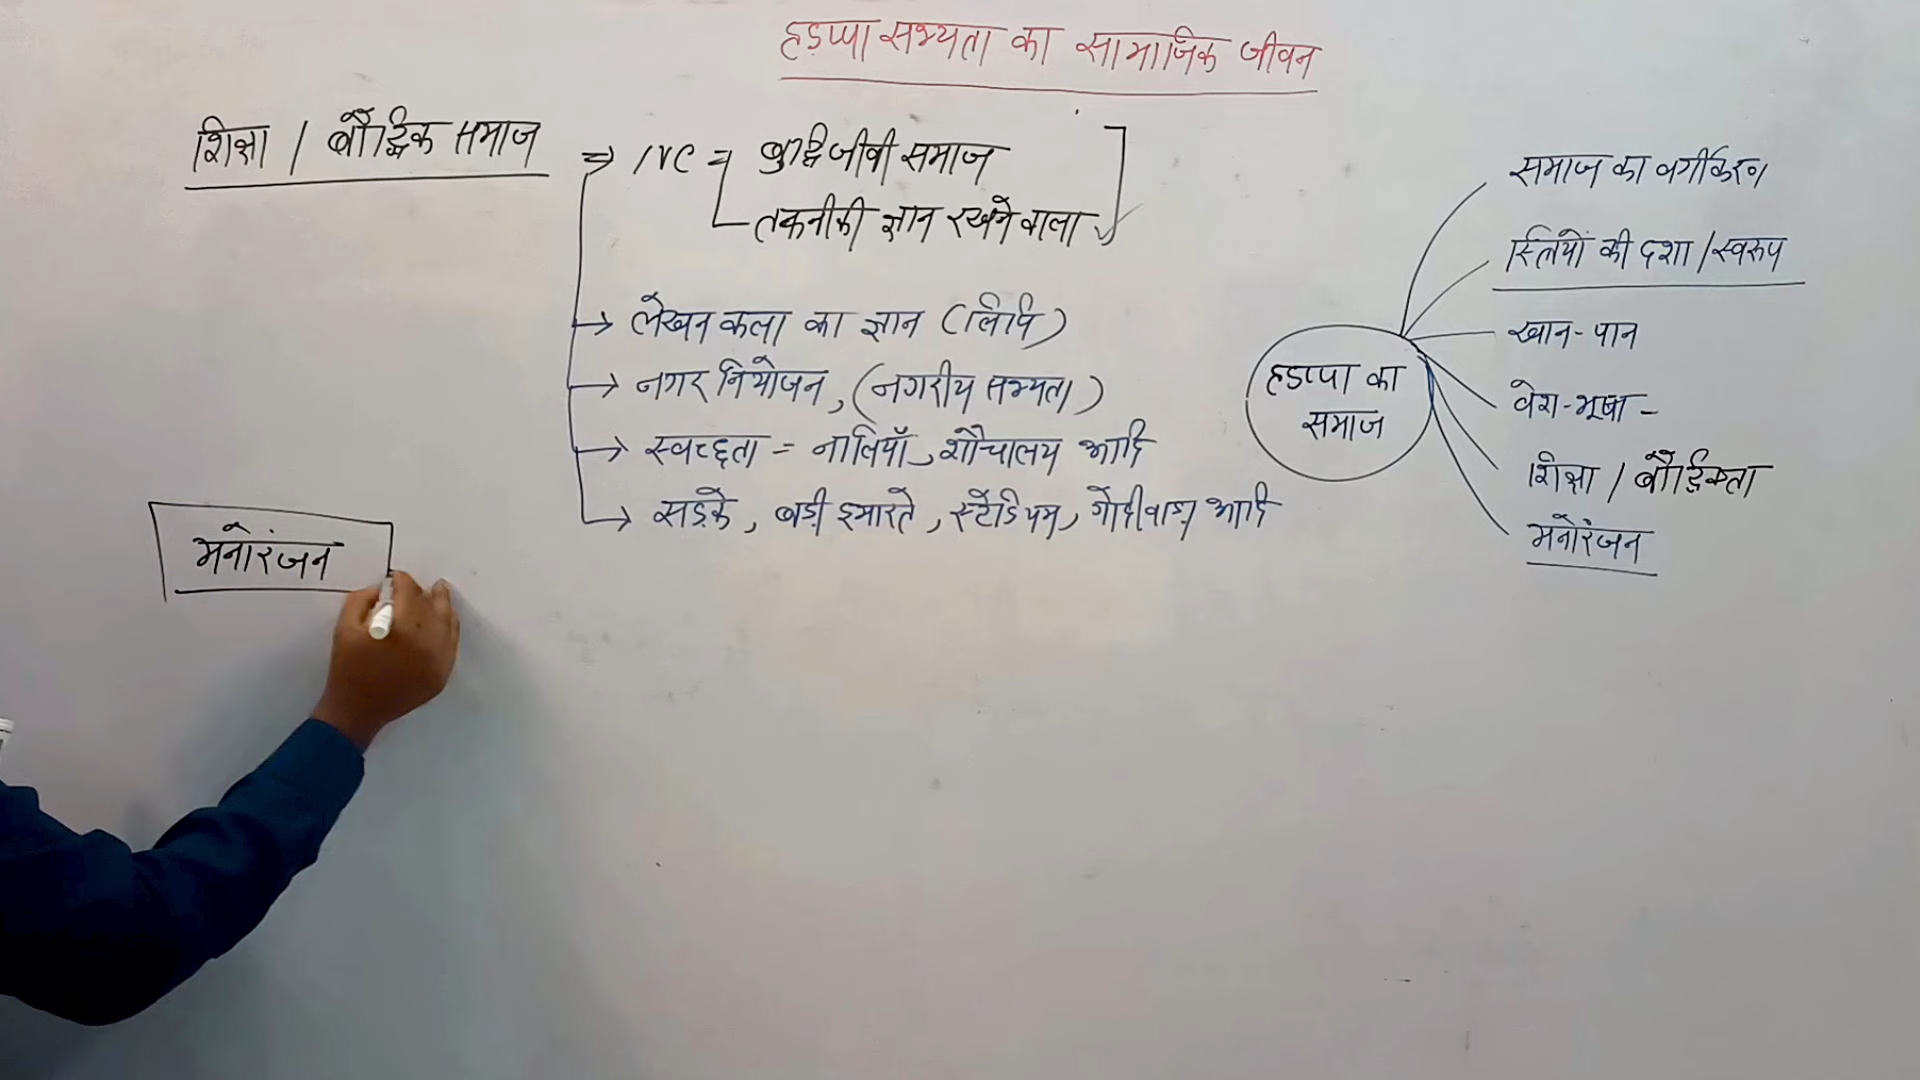 हड़प्पा सभ्यता का सामाजिक जीवन
शिक्षा / बौद्धिक समाज
⇒ IVC = बुद्धिजीवी समाज
तकनीकी ज्ञान रखने वाला
→ लेखन कला का ज्ञान (लिपि)
→ नगर नियोजन, (नगरीय सभ्यता)
→ स्वच्छता = नालियाँ, शौचालय आदि
→ सड़के, बडी इमारते, स्टेडियम, गोदीवाड़ा आदि
मनोरंजन
हडप्पा का
समाज
समाज का वर्गीकरण
स्त्रियों की दशा / स्वरूप
खान-पान
वेश-भूषा -
शिक्षा / बौद्धिकता
मनोरंजन